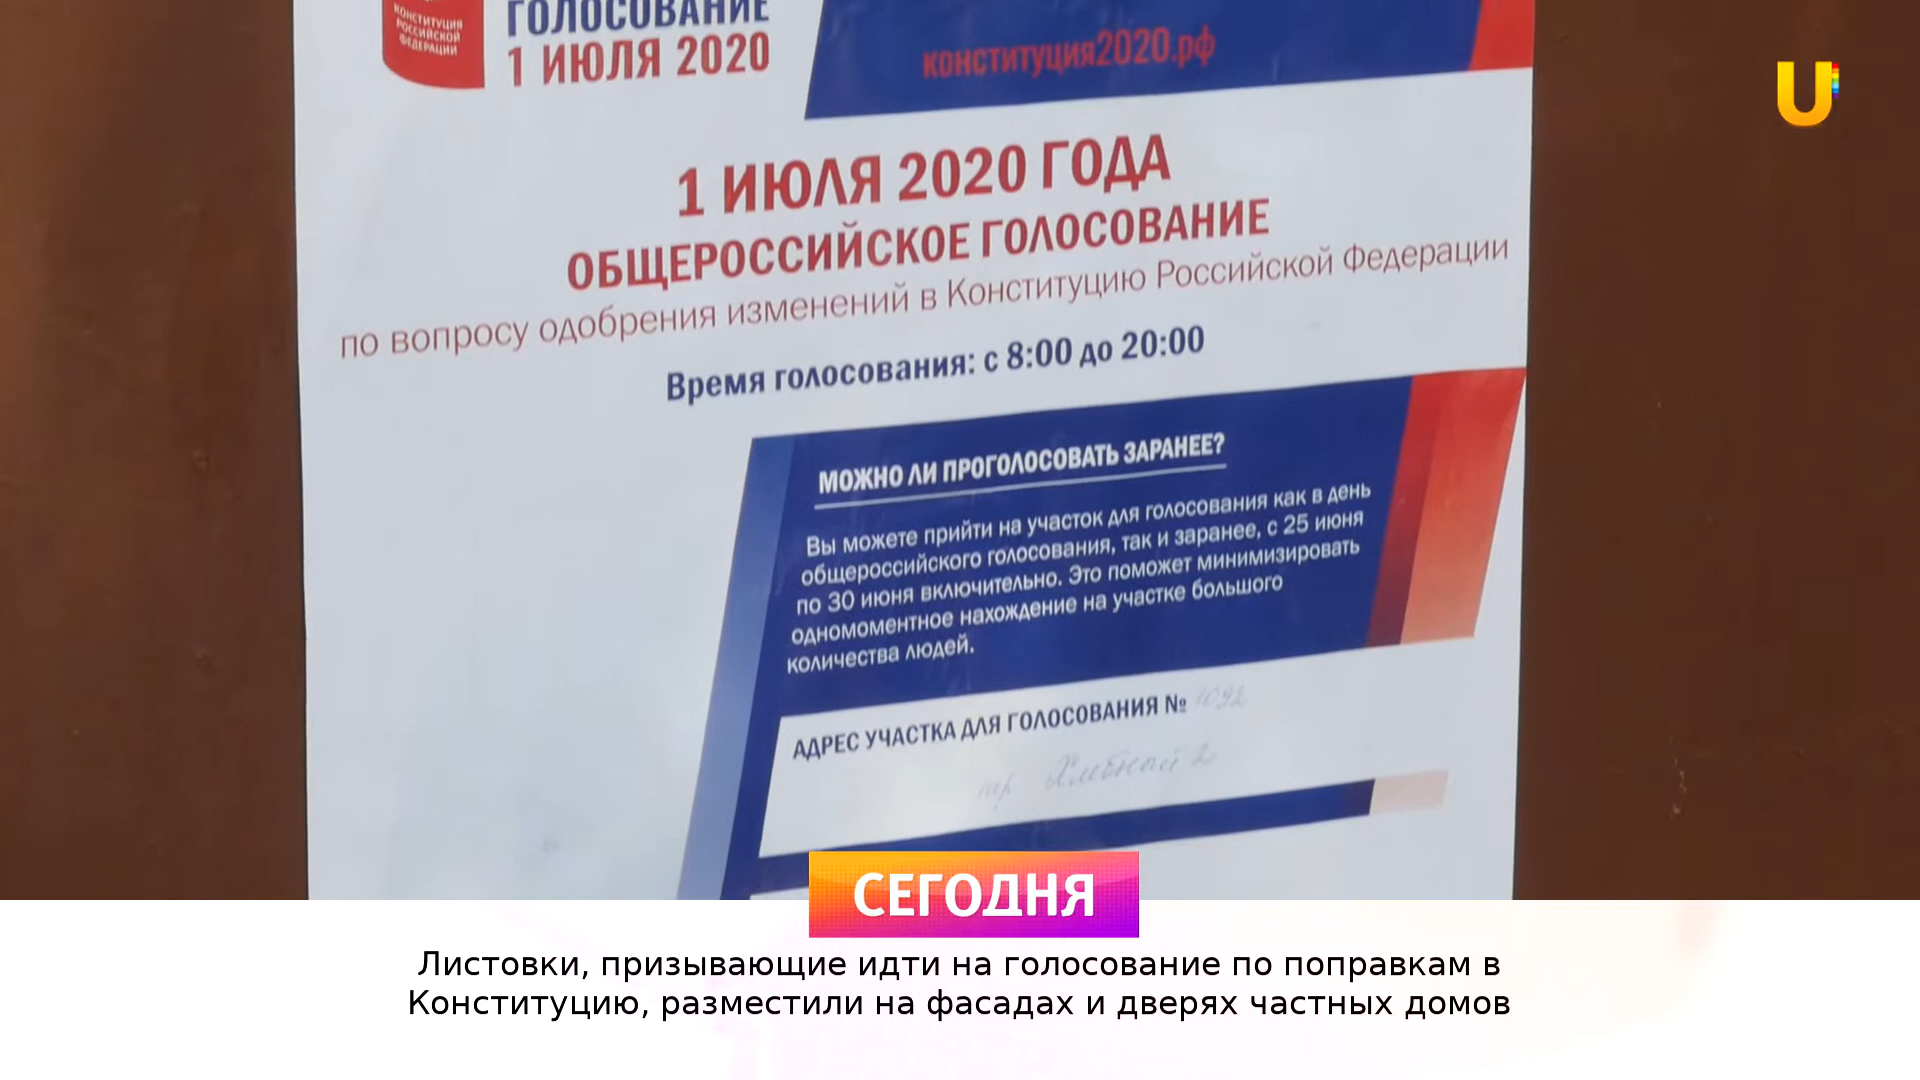 КОНСТИТУЦИЯ
РОССИЙСКОЙ
ФЕДЕРАЦИИ
ГОЛОСОВАНИЕ
1 ИЮЛЯ 2020
конституция2020.рф
U
1 ИЮЛЯ 2020 ГОДА
ОБЩЕРОССИЙСКОЕ ГОЛОСОВАНИЕ
по вопросу одобрения изменений в Конституцию Российской Федерации
Время голосования: с 8:00 до 20:00
МОЖНО ЛИ ПРОГОЛОСОВАТЬ ЗАРАНЕЕ?
Вы можете прийти на участок для голосования как в день
общероссийского голосования, так и заранее, с 25 июня
по 30 июня включительно. Это поможет минимизировать
одномоментное нахождение на участке большого
количества людей.
АДРЕС УЧАСТКА ДЛЯ ГОЛОСОВАНИЯ № 1092
пер Хлебный 2
СЕГОДНЯ
Листовки, призывающие идти на голосование по поправкам в
Конституцию, разместили на фасадах и дверях частных домов